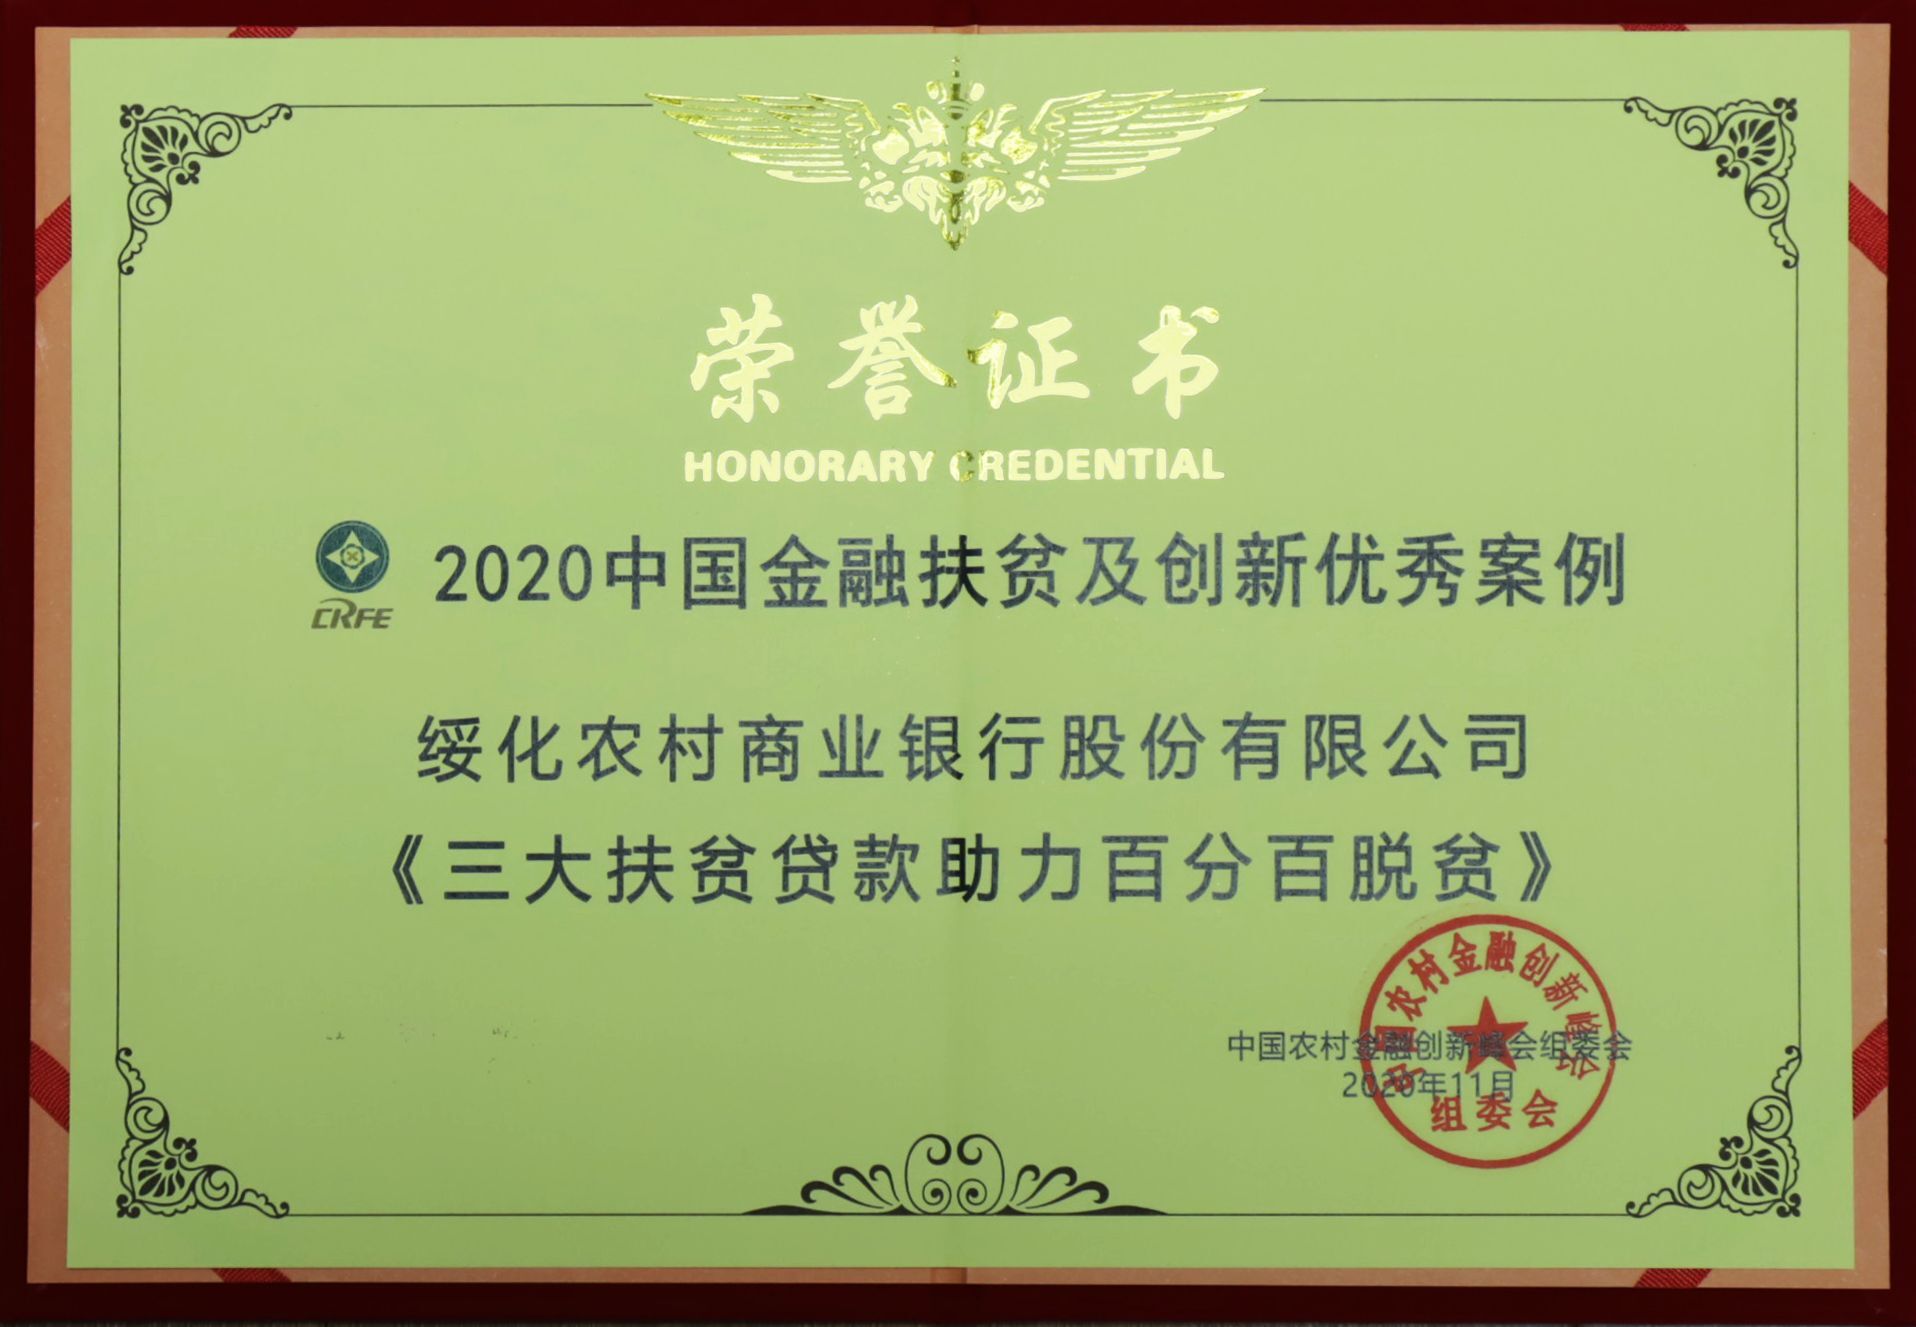 荣誉证书
HONORARY CREDENTIAL
CRFE
2020中国金融扶贫及创新优秀案例
绥化农村商业银行股份有限公司
《三大扶贫贷款助力百分百脱贫》
中国农村金融创新峰会组委会
2020年11月
中国农村金融创新峰会
组委会